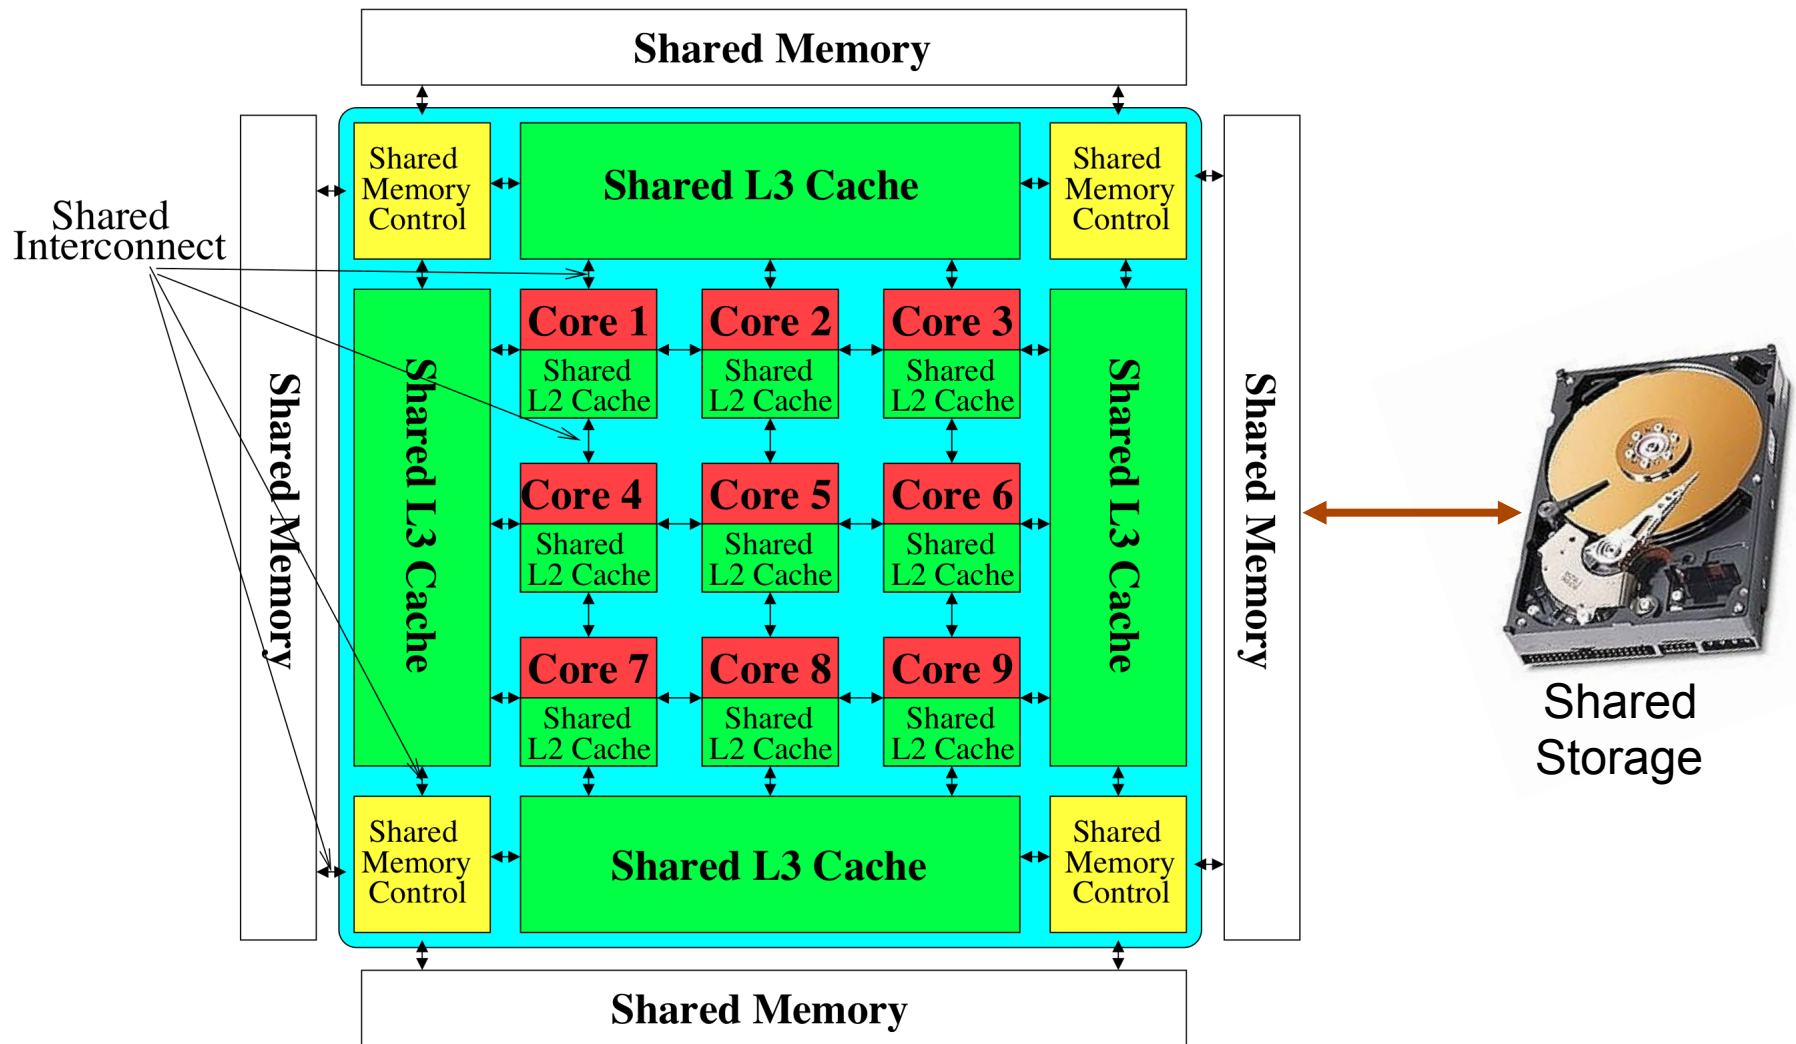 Shared Memory
Shared
Memory
Control
Shared L3 Cache
Shared
Memory
Control
Shared
Interconnect
Shared Memory
Shared L3 Cache
Core 1
Shared
L2 Cache
Core 2
Shared
L2 Cache
Core 3
Shared
L2 Cache
Core 4
Shared
L2 Cache
Core 5
Shared
L2 Cache
Core 6
Shared
L2 Cache
Core 7
Shared
L2 Cache
Core 8
Shared
L2 Cache
Core 9
Shared
L2 Cache
Shared L3 Cache
Shared Memory
Shared
Storage
Shared
Memory
Control
Shared L3 Cache
Shared
Memory
Control
Shared Memory